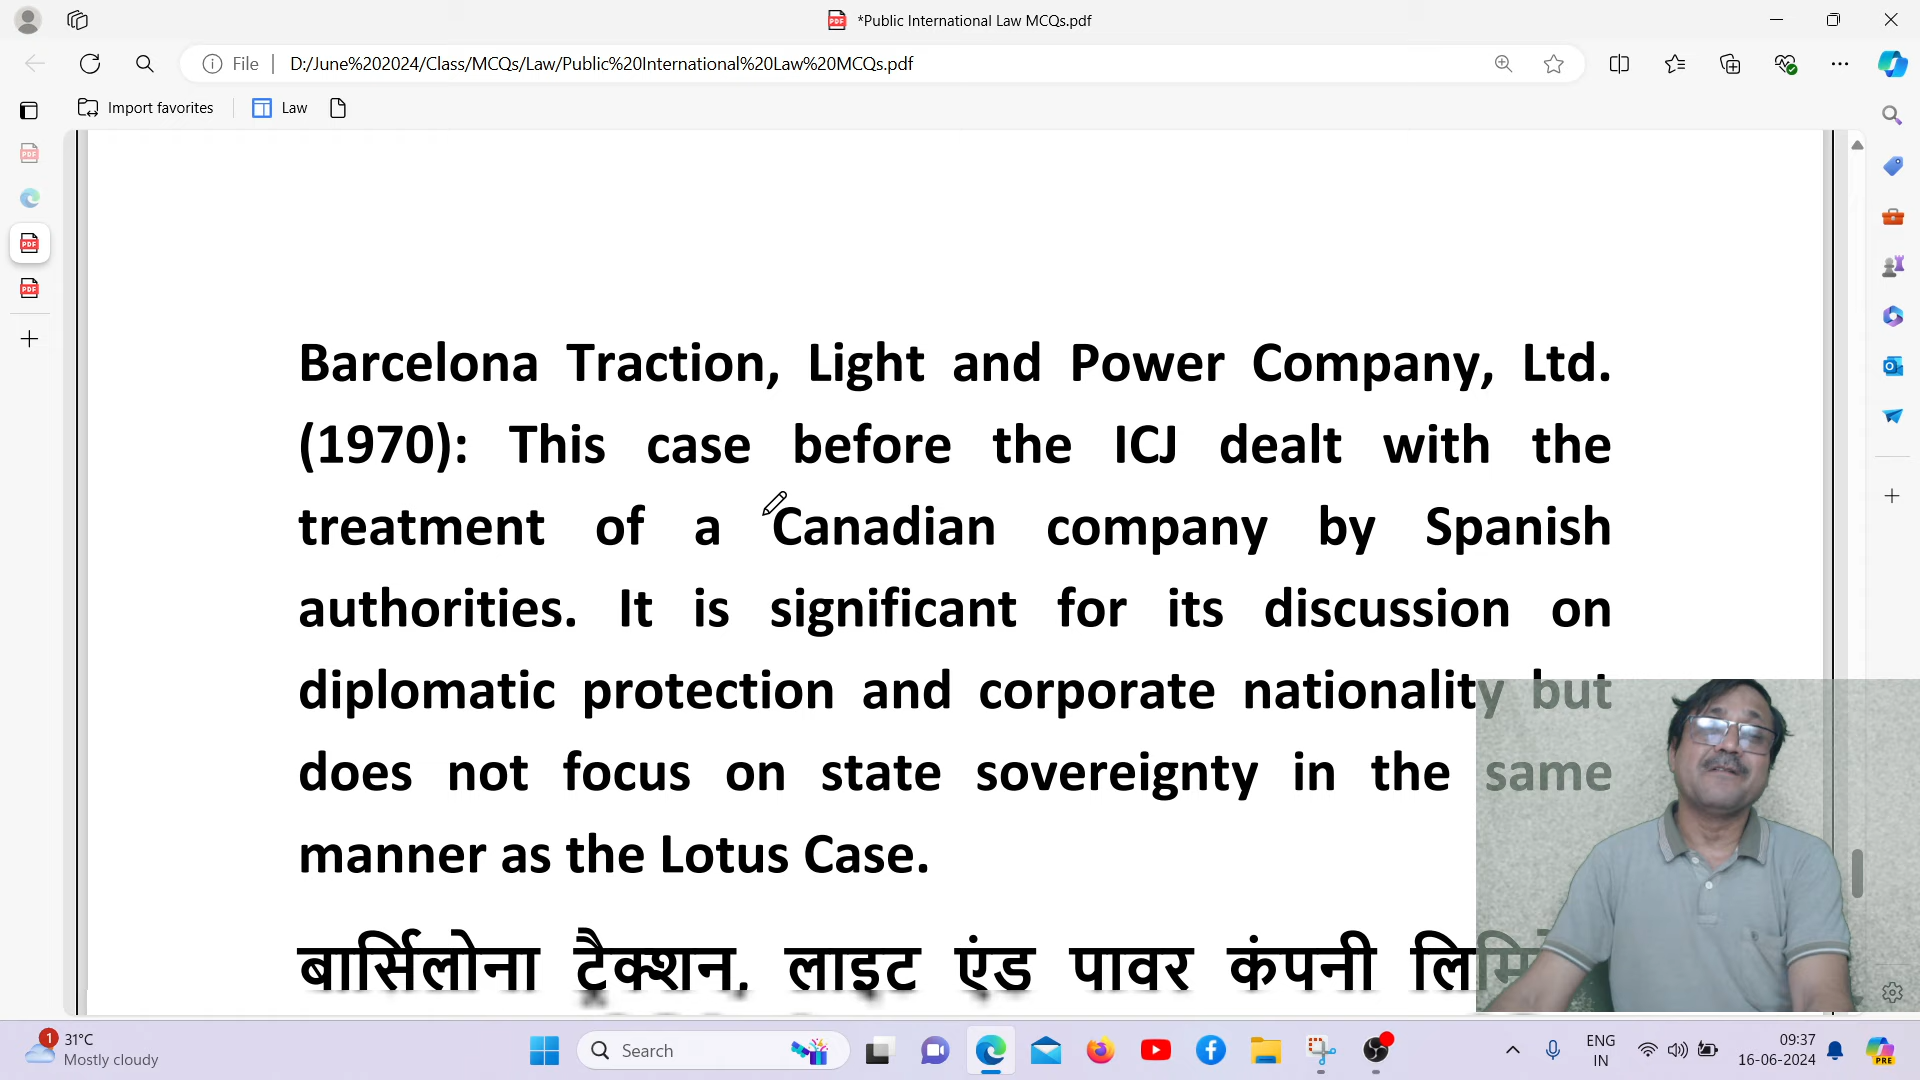 *Public International Law MCQs.pdf
File
D:/June%202024/Class/MCQs/Law/Public%20International%20Law%20MCQs.pdf
Import favorites
Law
Barcelona Traction, Light and Power Company, Ltd.
(1970): This case before the ICJ dealt with the
treatment of a Canadian company by Spanish
authorities. It is significant for its discussion on
diplomatic protection and corporate nationality but
does not focus on state sovereignty in the same
manner as the Lotus Case.
बार्सिलोना ट्रैक्शन, लाइट एंड पावर कंपनी
1
31°C
Mostly cloudy
Search
ENG
IN
09:37
16-06-2024
PRE